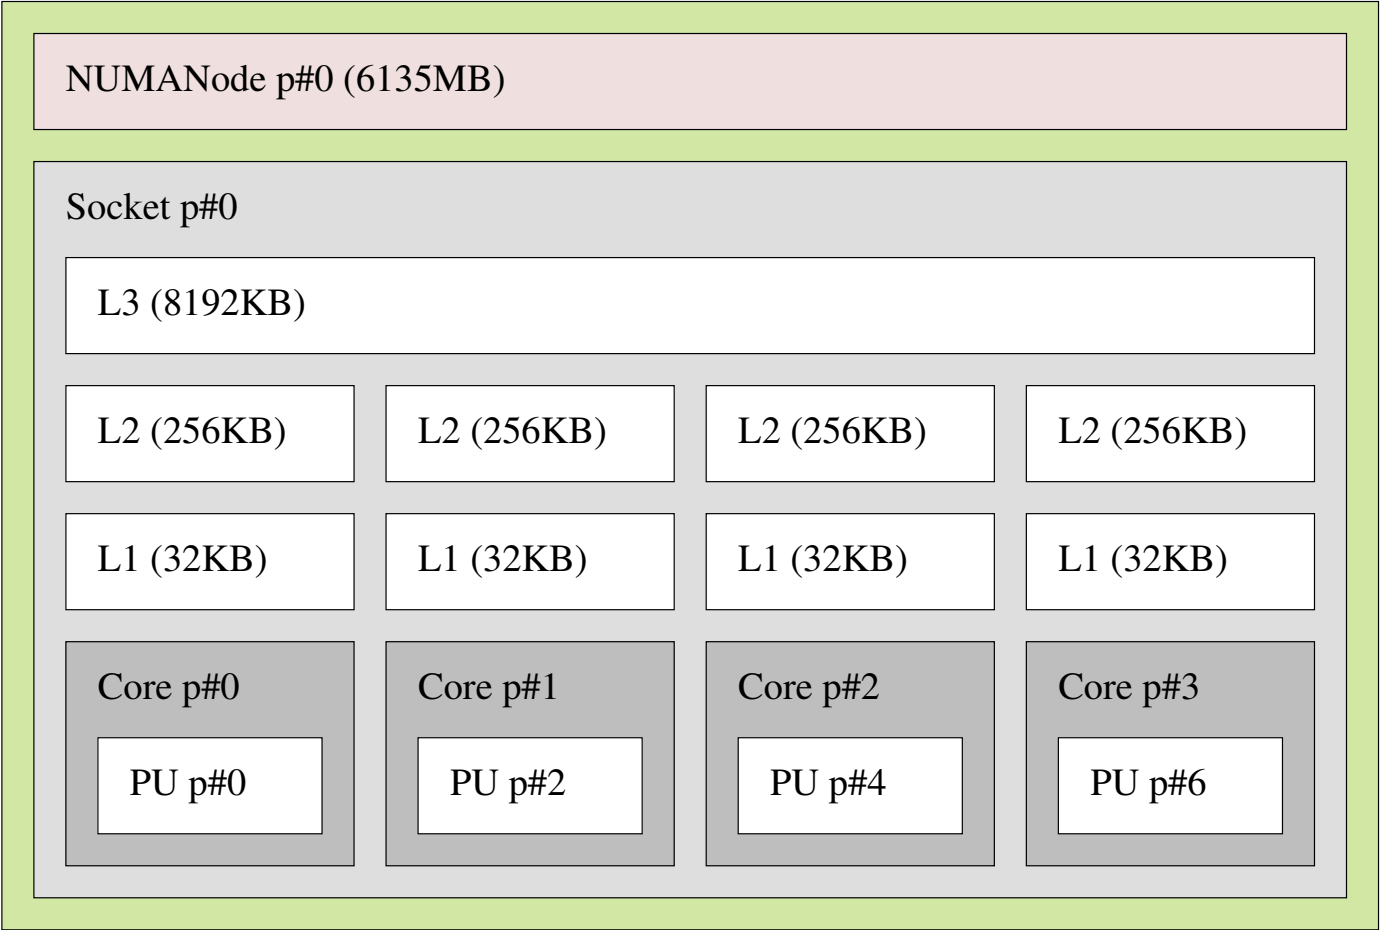 NUMANode p#0 (6135MB)
Socket p#0
L3 (8192KB)
L2 (256KB) L2 (256KB) L2 (256KB) L2 (256KB)
L1 (32KB) L1 (32KB) L1 (32KB) L1 (32KB)
Core p#0 Core p#1 Core p#2 Core p#3
PU p#0 PU p#2 PU p#4 PU p#6